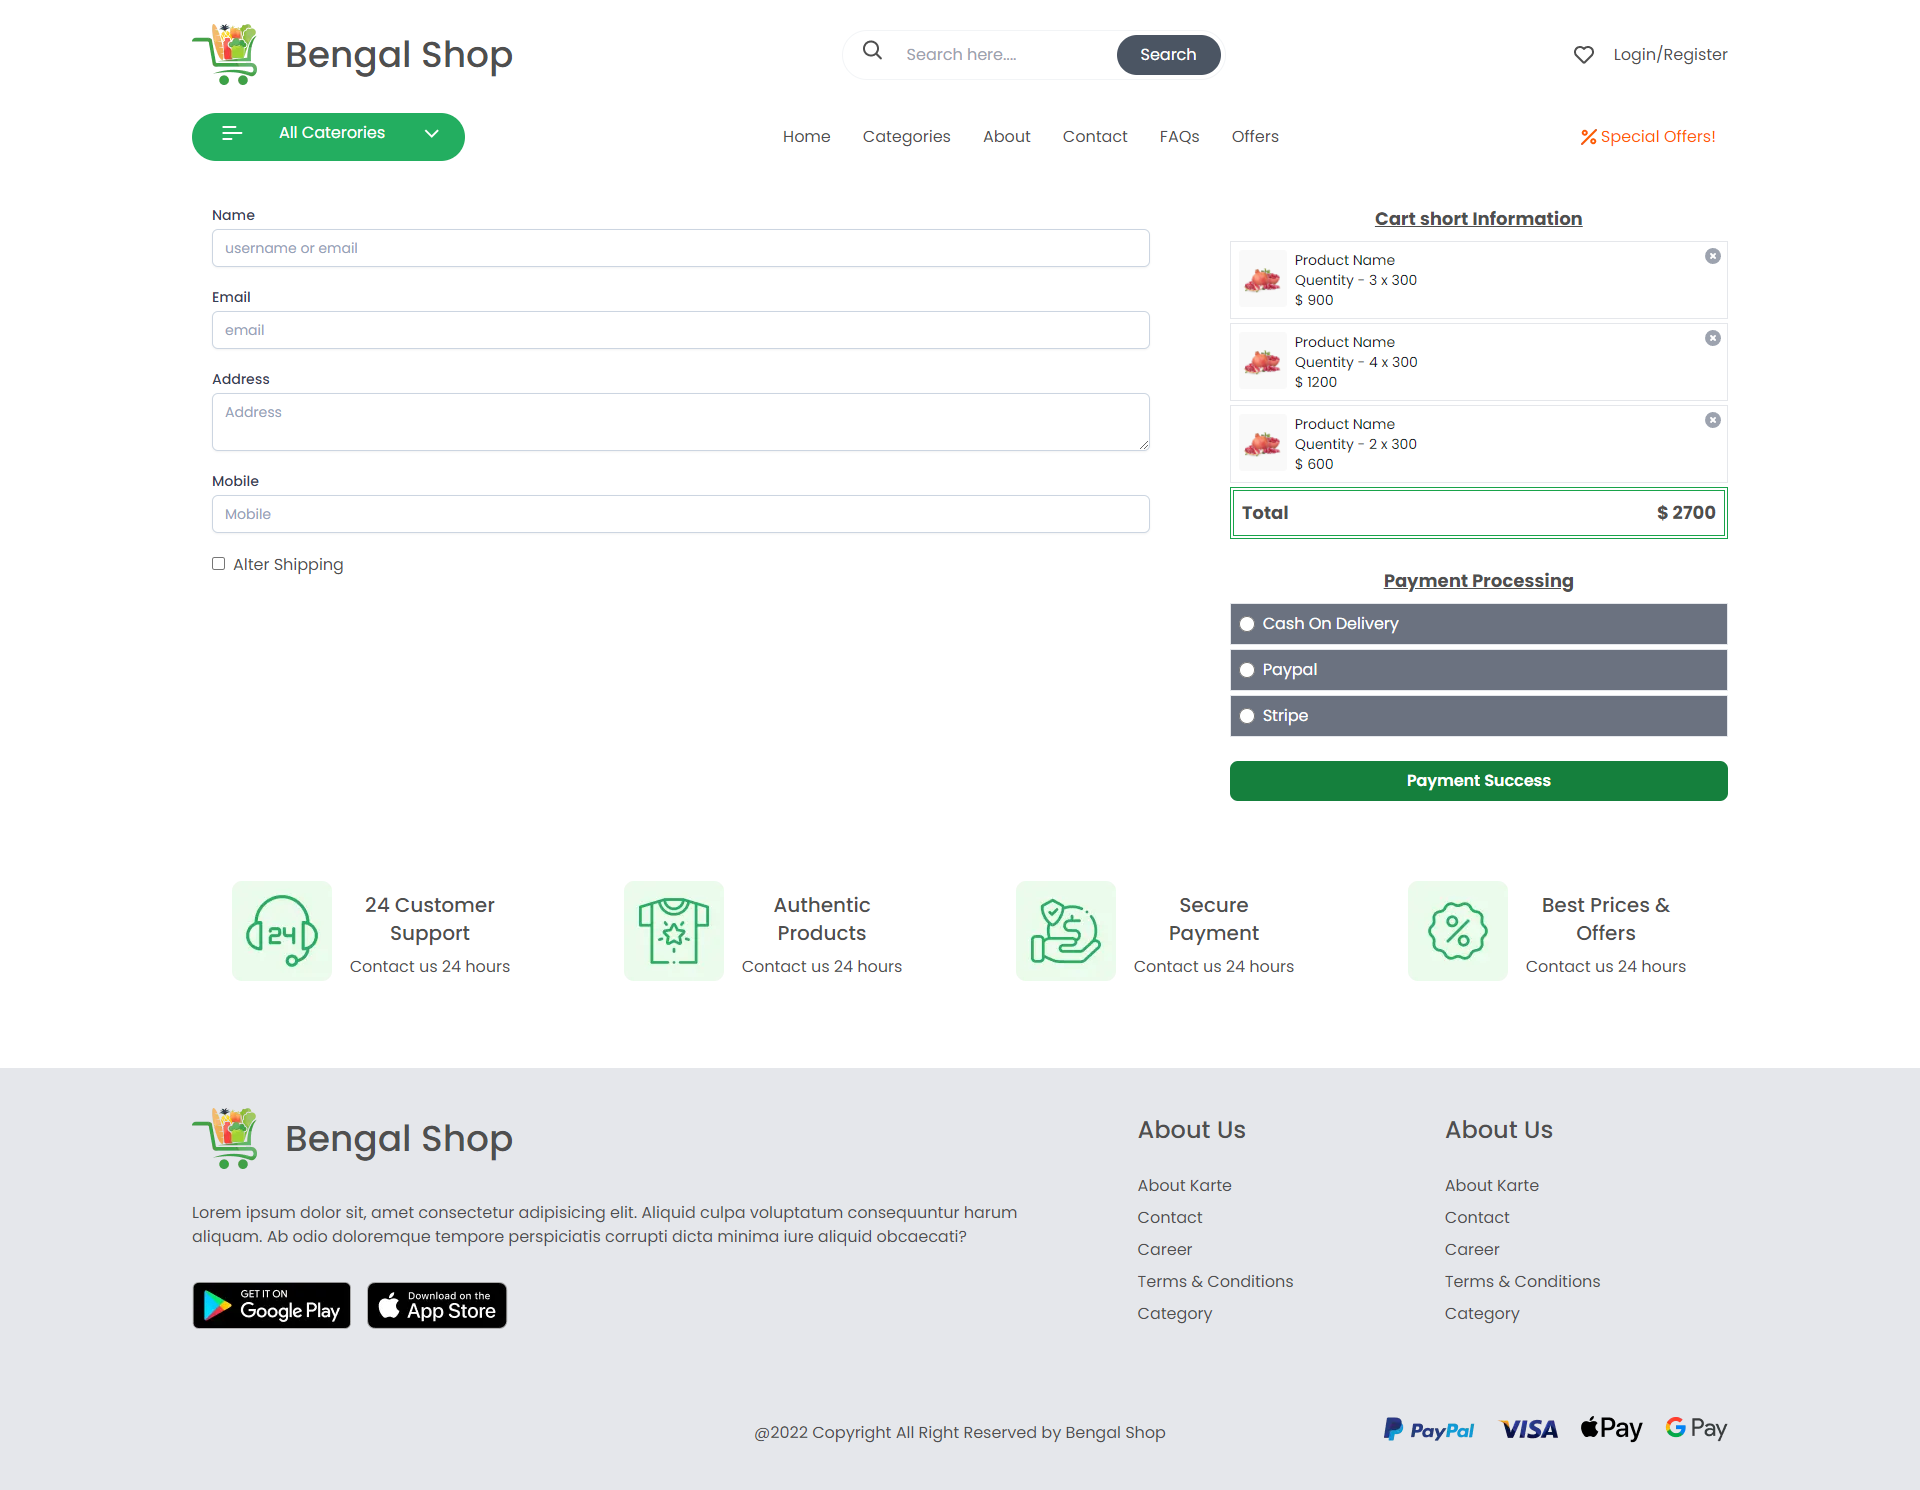 Bengal Shop
Search here....
Search
Login/Register
All Caterories
Home
Categories
About
Contact
FAQs
Offers
Special Offers!
Name
username or email
Email
email
Address
Address
Mobile
Mobile
Alter Shipping
Cart short Information
Product Name
Quentity - 3 x 300
$ 900
Product Name
Quentity - 4 x 300
$ 1200
Product Name
Quentity - 2 x 300
$ 600
Total $ 2700
Payment Processing
Cash On Delivery
Paypal
Stripe
Payment Success
24
24 Customer
Support
Contact us 24 hours
Authentic
Products
Contact us 24 hours
Secure
Payment
Contact us 24 hours
Best Prices &
Offers
Contact us 24 hours
Bengal Shop
Lorem ipsum dolor sit, amet consectetur adipisicing elit. Aliquid culpa voluptatum consequuntur harum
aliquam. Ab odio doloremque tempore perspiciatis corrupti dicta minima iure aliquid obcaecati?
GET IT ON
Google Play
Download on the
App Store
About Us
About Karte
Contact
Career
Terms & Conditions
Category
About Us
About Karte
Contact
Career
Terms & Conditions
Category
@2022 Copyright All Right Reserved by Bengal Shop
PayPal
VISA
Pay
G Pay